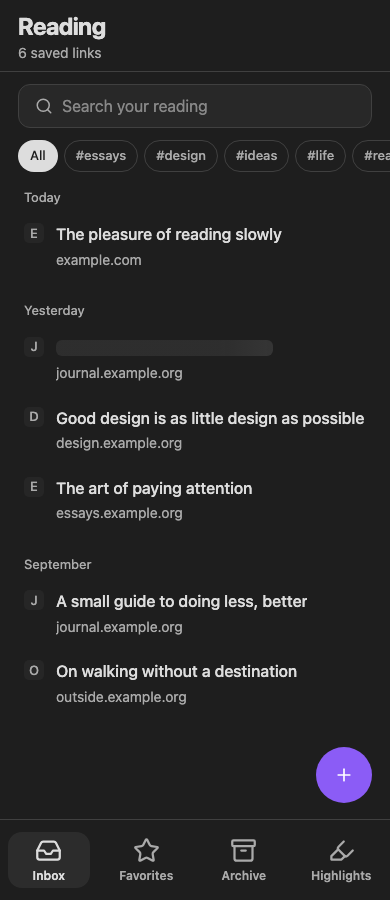 Reading
6 saved links
Search your reading
All #essays #design #ideas #life #rea
Today
E The pleasure of reading slowly
example.com
Yesterday
J
journal.example.org
D Good design is as little design as possible
design.example.org
E The art of paying attention
essays.example.org
September
J A small guide to doing less, better
journal.example.org
O On walking without a destination
outside.example.org
Inbox Favorites Archive Highlights